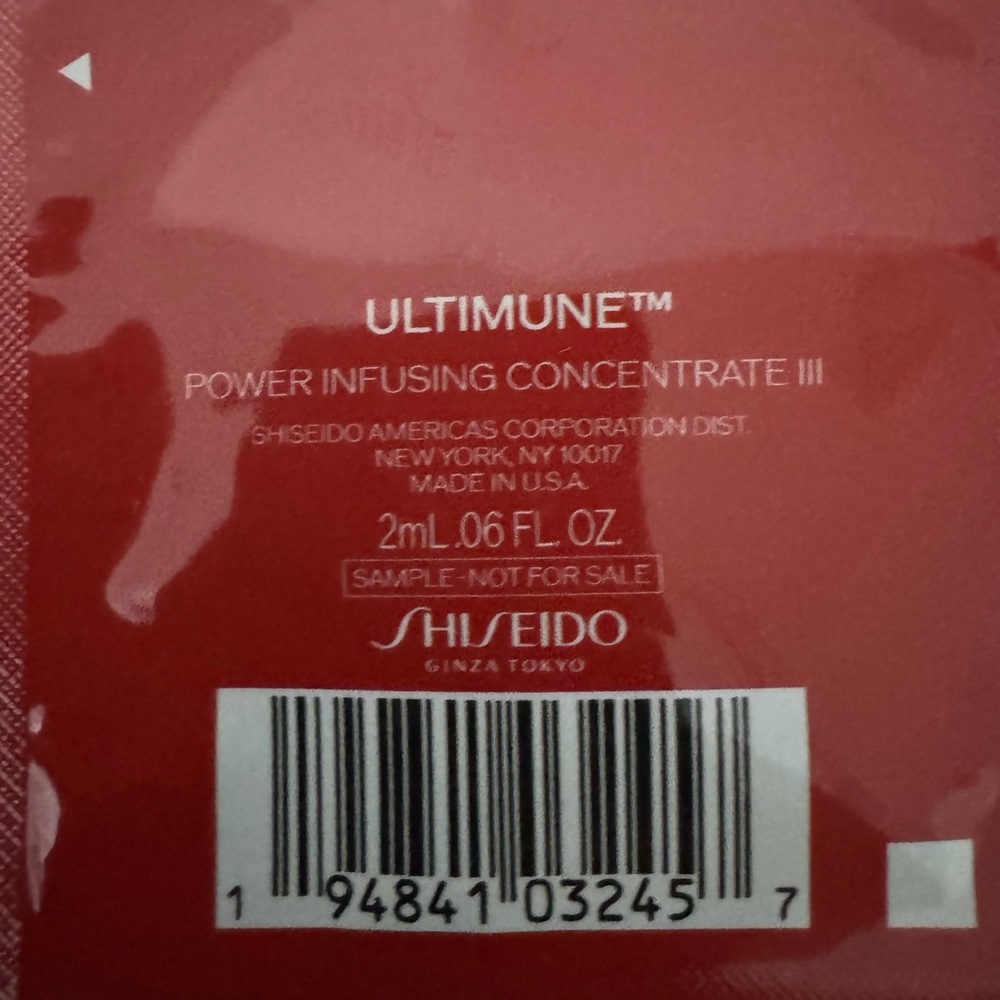 ULTIMUNE™
POWER INFUSING CONCENTRATE III
SHISEIDO AMERICAS CORPORATION DIST.
NEW YORK, NY 10017
MADE IN U.S.A.
2mL .06 FL. OZ.
SAMPLE-NOT FOR SALE
SHISEIDO
GINZA TOKYO
1 94841 03245 7